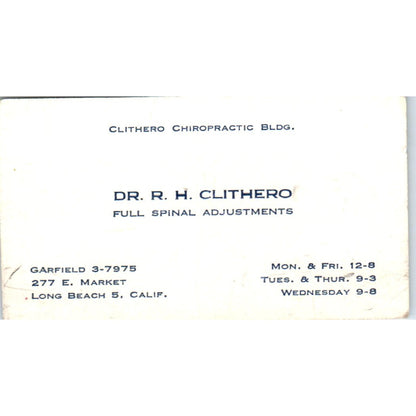 Clithero Chiropractic Bldg.
DR. R. H. CLITHERO
FULL SPINAL ADJUSTMENTS
GArfield 3-7975
277 E. Market
Long Beach 5, Calif.
Mon. & Fri. 12-8
Tues. & Thur. 9-3
Wednesday 9-8